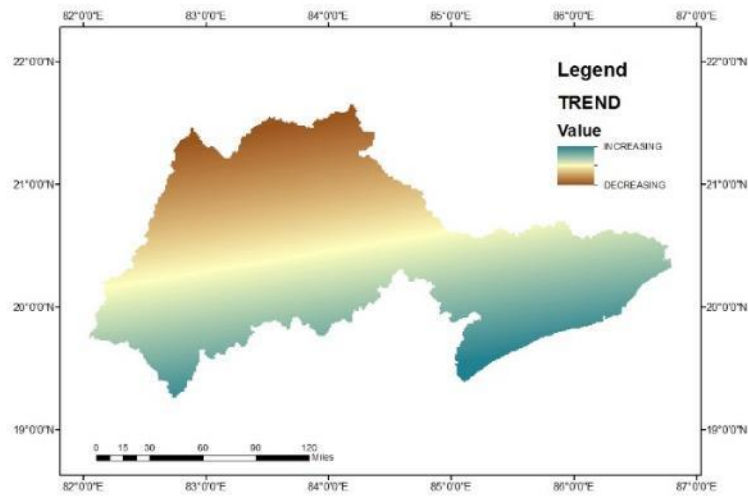 82°0'0"E 83°0'0"E 84°0'0"E 85°0'0"E 86°0'0"E 87°0'0"E
22°0'0"N 22°0'0"N
Legend
TREND
Value
INCREASING
DECREASING
21°0'0"N 21°0'0"N
20°0'0"N 20°0'0"N
19°0'0"N 19°0'0"N
0 15 30 60 90 120
Miles
82°0'0"E 83°0'0"E 84°0'0"E 85°0'0"E 86°0'0"E 87°0'0"E